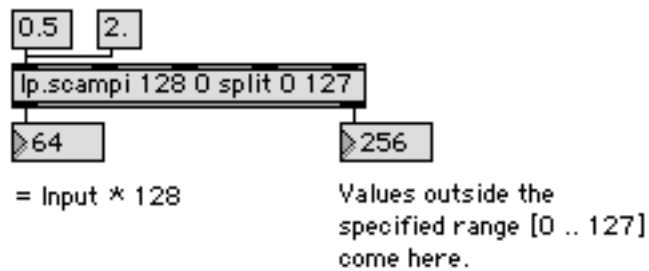 0.5 2.
lp.scampi 128 0 split 0 127
64 256
= Input * 128
Values outside the
specified range [0 .. 127]
come here.